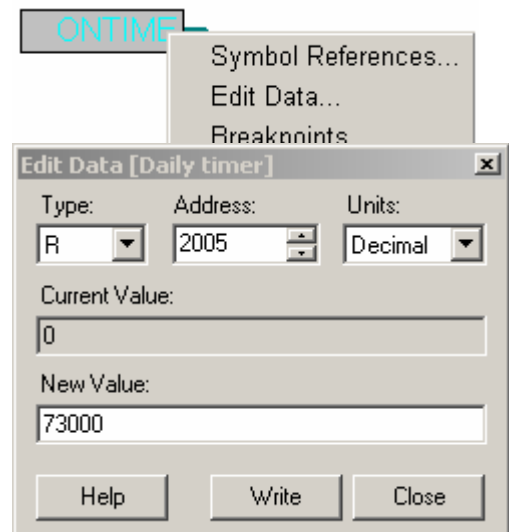 ONTIME
Symbol References...
Edit Data...
Breakpoints
Edit Data [Daily timer]
Type: Address: Units:
R 2005 Decimal
Current Value:
0
New Value:
73000
Help Write Close